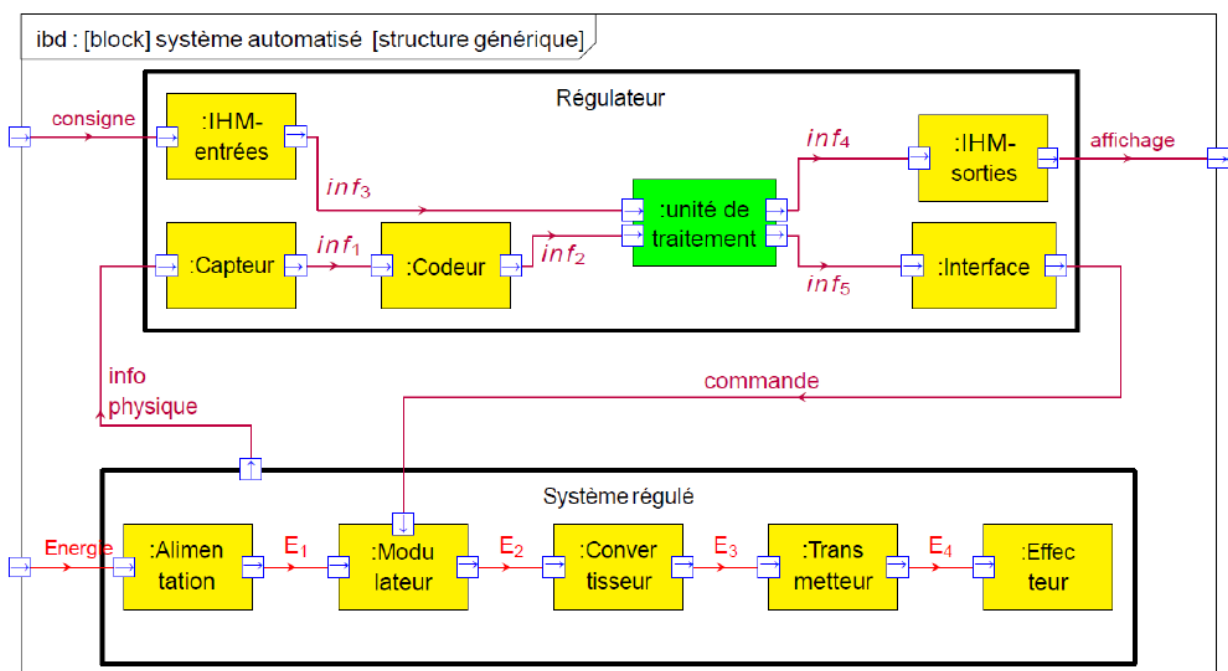 ibd : [block] système automatisé [structure générique]
Régulateur
consigne
:IHM-
entrées
inf3
inf4
:IHM-
sorties
affichage
:unité de
traitement
:Capteur
inf1
:Codeur
inf2
inf5
:Interface
info
physique
commande
Système régulé
Energie
:Alimen
tation
E1
:Modu
lateur
E2
:Conver
tisseur
E3
:Trans
metteur
E4
:Effec
teur